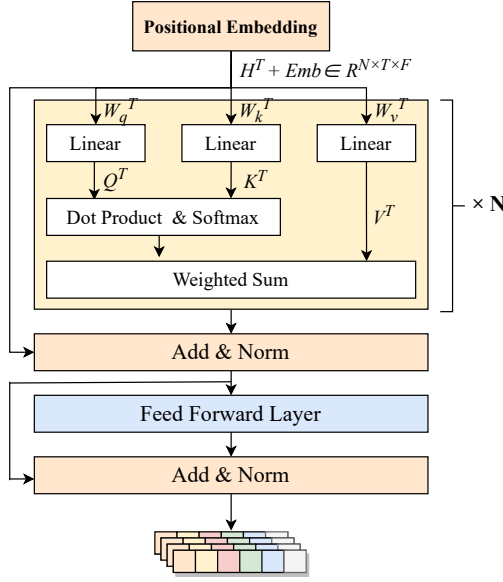 Positional Embedding
H^T + Emb ∈ R^{N×T×F}
W_q^T W_k^T W_v^T
Linear Linear Linear
Q^T K^T V^T
Dot Product & Softmax
× N
Weighted Sum
Add & Norm
Feed Forward Layer
Add & Norm